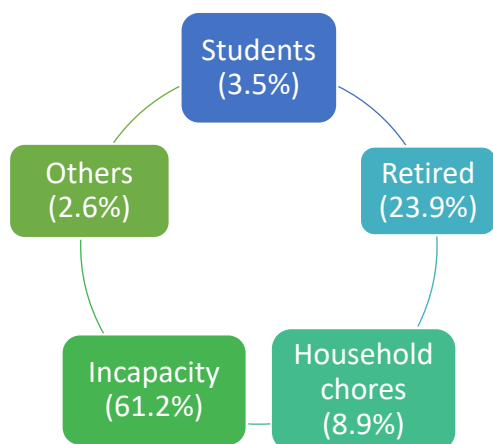 Students
(3.5%)
Retired
(23.9%)
Household
chores
(8.9%)
Incapacity
(61.2%)
Others
(2.6%)